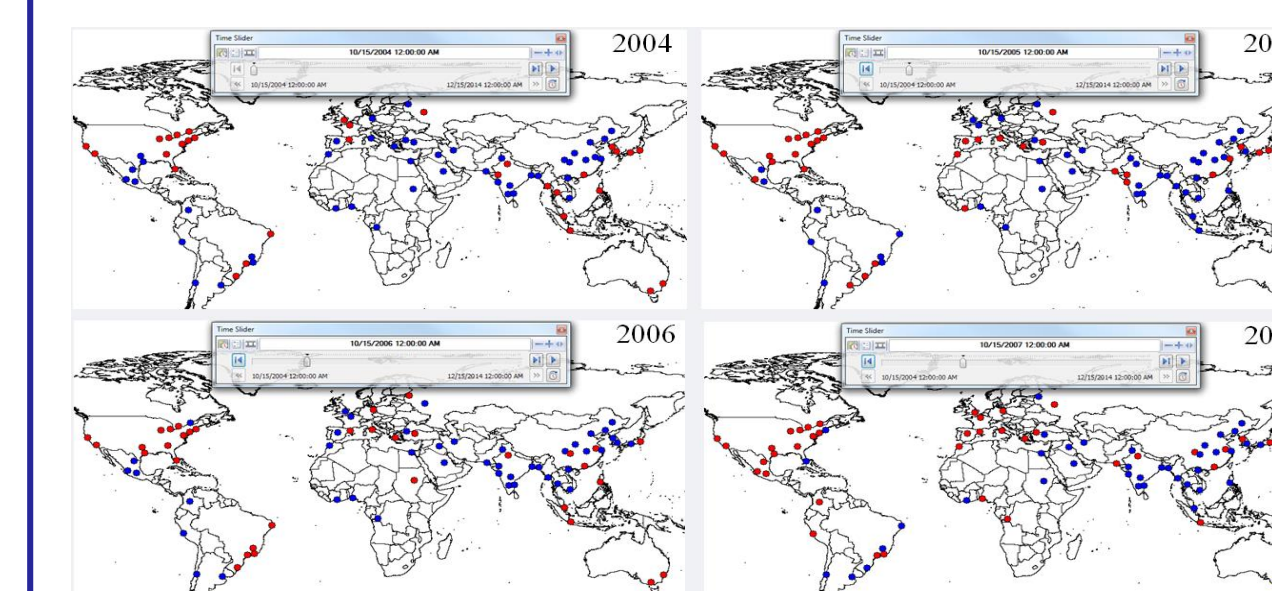 Time Slider
10/15/2004 12:00:00 AM
2004
10/15/2004 12:00:00 AM
12/15/2014 12:00:00 AM
Time Slider
10/15/2005 12:00:00 AM
20
10/15/2004 12:00:00 AM
12/15/2014 12:00:00 AM
Time Slider
10/15/2006 12:00:00 AM
2006
10/15/2004 12:00:00 AM
12/15/2014 12:00:00 AM
Time Slider
10/15/2007 12:00:00 AM
20
10/15/2004 12:00:00 AM
12/15/2014 12:00:00 AM